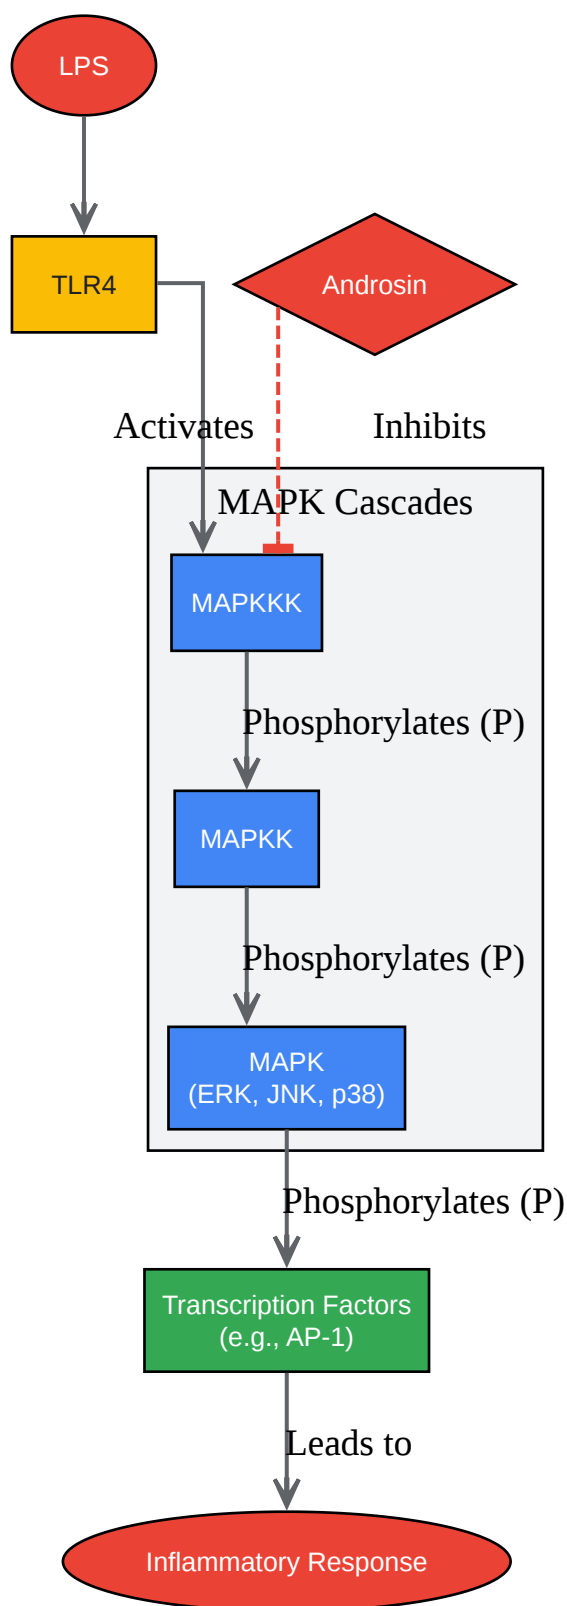 LPS
TLR4
Androsin
Activates
Inhibits
MAPK Cascades
MAPKKK
Phosphorylates (P)
MAPKK
Phosphorylates (P)
MAPK
(ERK, JNK, p38)
Phosphorylates (P)
Transcription Factors
(e.g., AP-1)
Leads to
Inflammatory Response